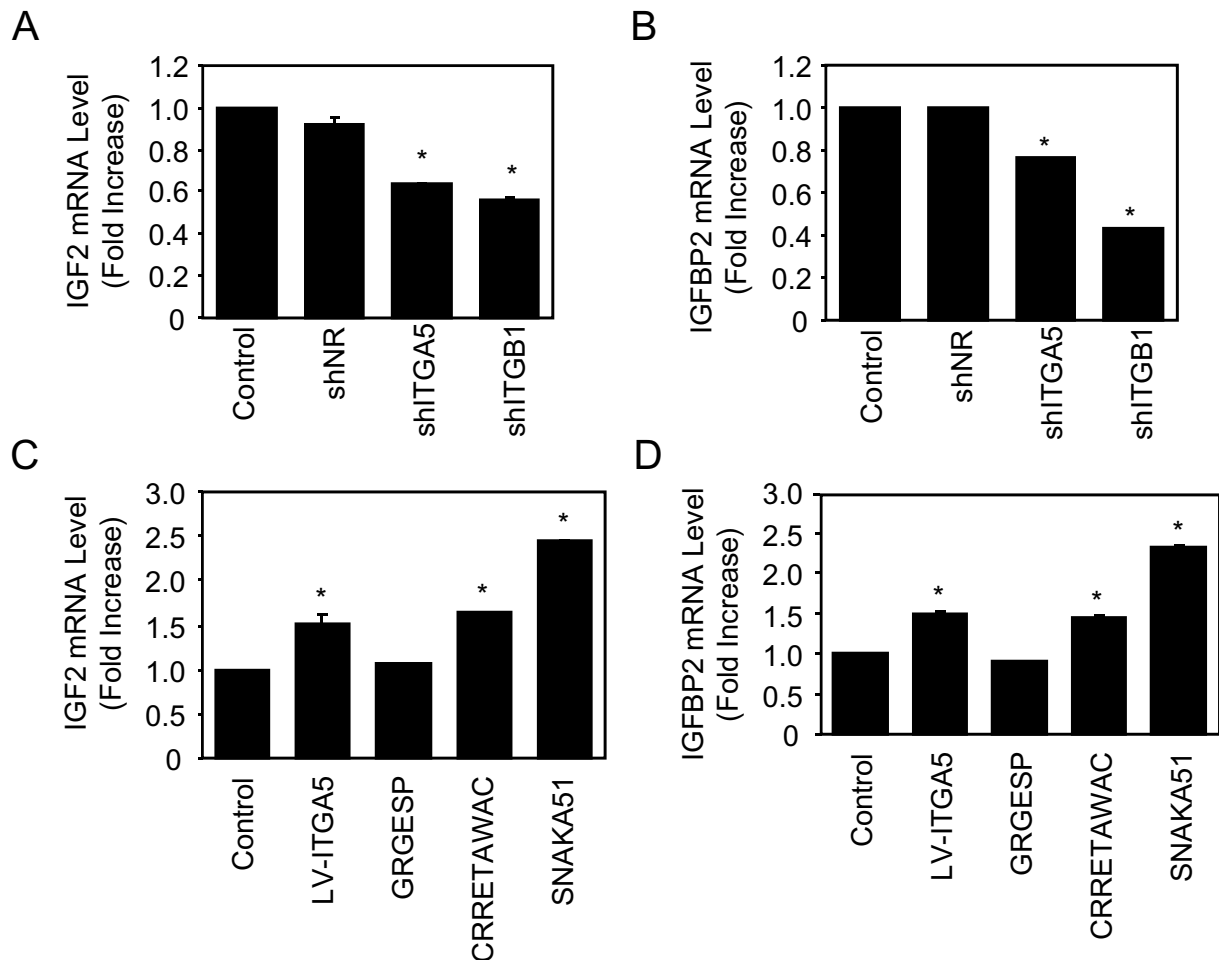 A
IGF2 mRNA Level
(Fold Increase)
1.2
1.0
0.8
0.6
0.4
0.2
0
*
*
Control
shNR
shITGA5
shITGB1
B
IGFBP2 mRNA Level
(Fold Increase)
1.2
1.0
0.8
0.6
0.4
0.2
0
*
*
Control
shNR
shITGA5
shITGB1
C
IGF2 mRNA Level
(Fold Increase)
3.0
2.5
2.0
1.5
1.0
0.5
0
*
*
*
Control
LV-ITGA5
GRGESP
CRRETAWAC
SNAKA51
D
IGFBP2 mRNA Level
(Fold Increase)
3.0
2.5
2.0
1.5
1.0
0.5
0
*
*
*
Control
LV-ITGA5
GRGESP
CRRETAWAC
SNAKA51